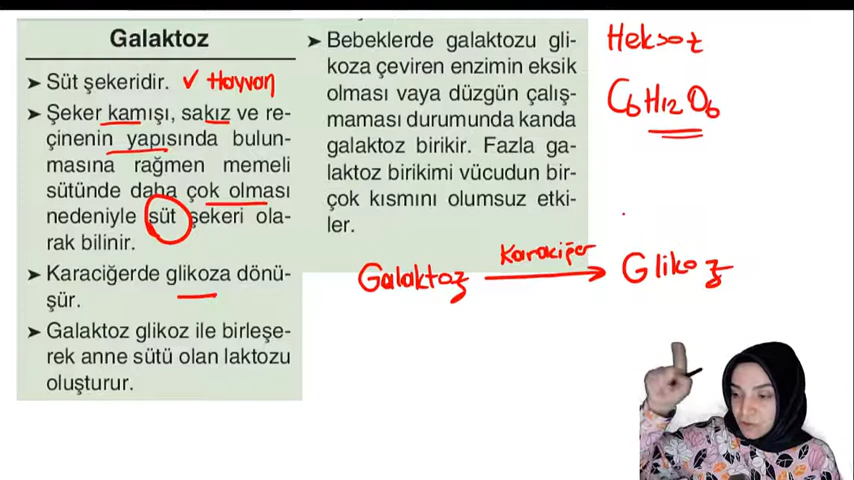 Galaktoz
➤ Süt şekeridir. ✓ Hayvan
➤ Şeker kamışı, sakız ve re-
çinenin yapısında bulun-
masına rağmen memeli
sütünde daha çok olması
nedeniyle süt şekeri ola-
rak bilinir.
➤ Karaciğerde glikoza dönü-
şür.
➤ Galaktoz glikoz ile birleşe-
rek anne sütü olan laktozu
oluşturur.
➤ Bebeklerde galaktozu gli-
koza çeviren enzimin eksik
olması vaya düzgün çalış-
maması durumunda kanda
galaktoz birikir. Fazla ga-
laktoz birikimi vücudun bir-
çok kısmını olumsuz etki-
ler.
Heksoz
C6H12O6
Karaciğer
Galaktoz → Glikoz